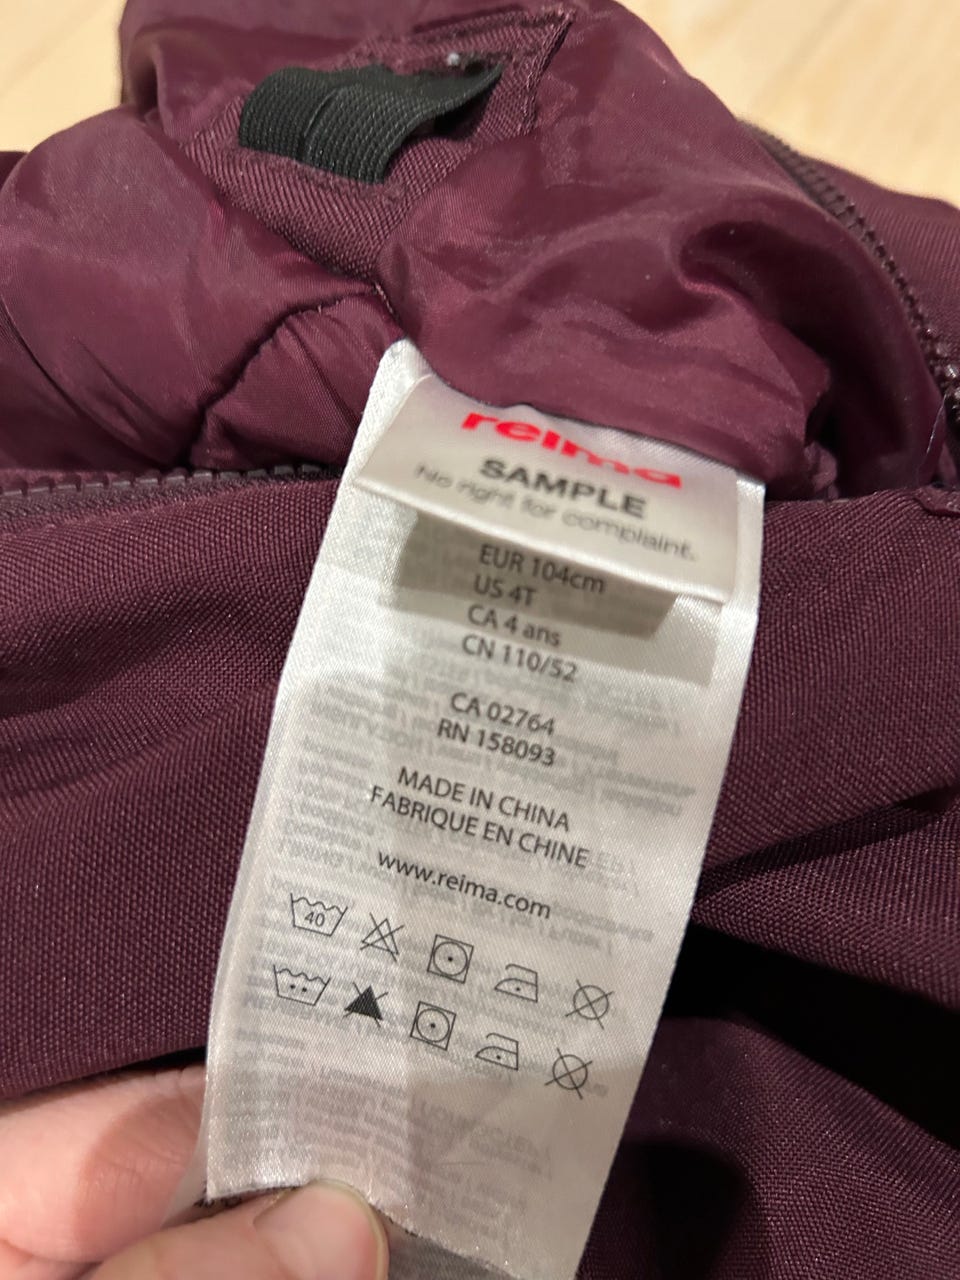 reima
SAMPLE
No right for complaint.
EUR 104cm
US 4T
CA 4 ans
CN 110/52
CA 02764
RN 158093
MADE IN CHINA
FABRIQUE EN CHINE
www.reima.com
40